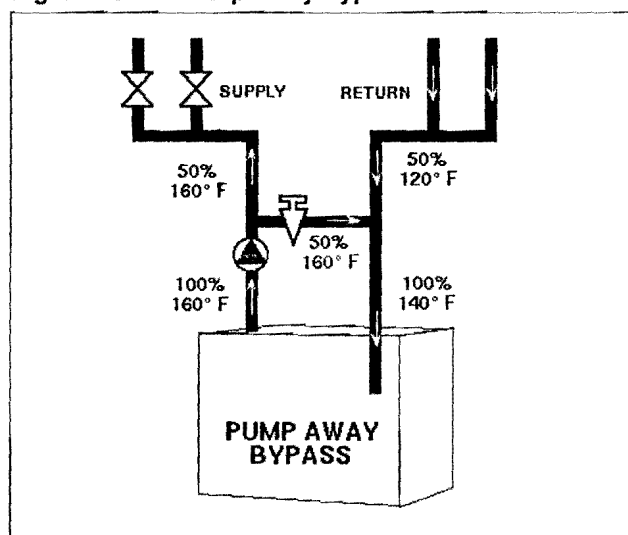 SUPPLY
RETURN
50%
160° F
50%
120° F
50%
160° F
100%
160° F
100%
140° F
PUMP AWAY
BYPASS